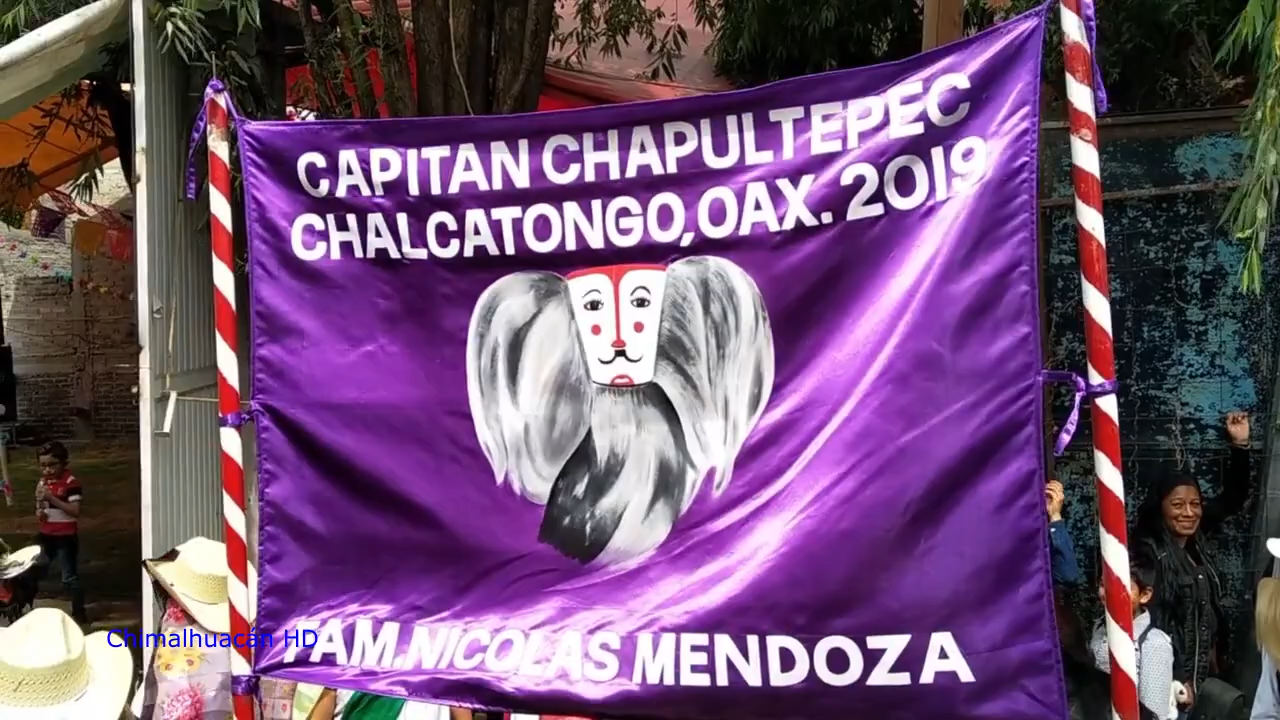 CAPITAN CHAPULTEPEC
CHALCATONGO, OAX. 2019
FAM. NICOLAS MENDOZA
Chimalhuacán HD